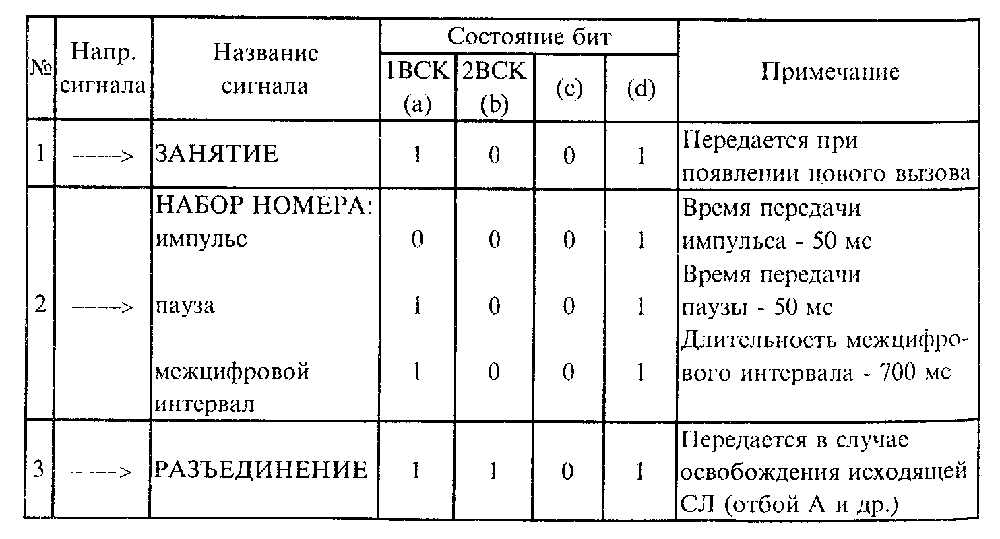 №
Напр.
сигнала
Название
сигнала
Состояние бит
1ВСК
(a)
2ВСК
(b)
(c)
(d)
Примечание
1
----->
ЗАНЯТИЕ
1
0
0
1
Передается при
появлении нового вызова
2
----->
НАБОР НОМЕРА:
импульс
0
0
0
1
Время передачи
импульса - 50 мс
пауза
1
0
0
1
Время передачи
паузы - 50 мс
межцифровой
интервал
1
0
0
1
Длительность межцифро-
вого интервала - 700 мс
3
----->
РАЗЪЕДИНЕНИЕ
1
1
0
1
Передается в случае
освобождения исходящей
СЛ (отбой А и др.)